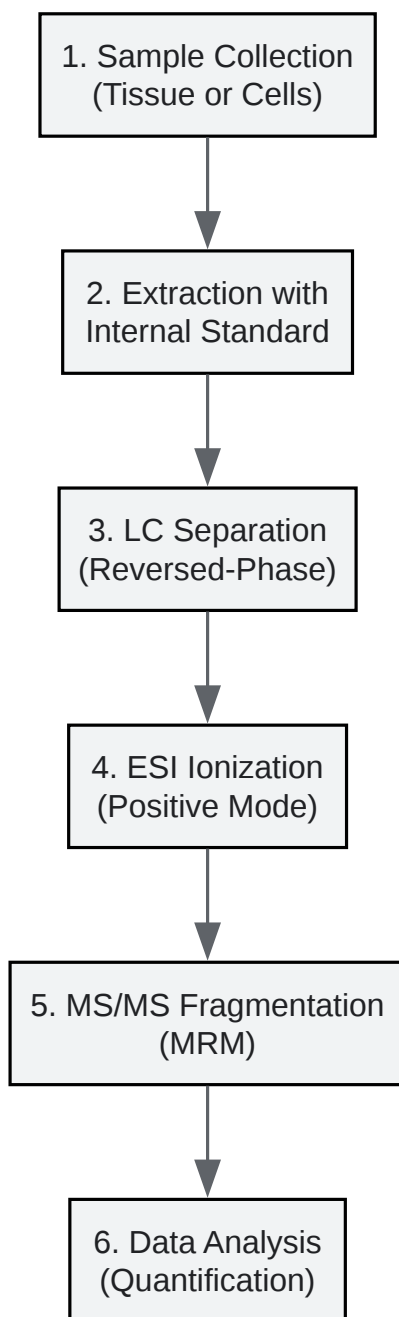 1. Sample Collection
(Tissue or Cells)
2. Extraction with
Internal Standard
3. LC Separation
(Reversed-Phase)
4. ESI Ionization
(Positive Mode)
5. MS/MS Fragmentation
(MRM)
6. Data Analysis
(Quantification)